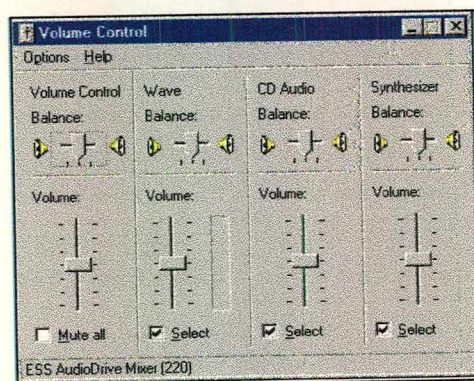 Volume Control
Options Help
Volume Control Wave CD Audio Synthesizer
Balance: Balance: Balance: Balance:
Volume: Volume: Volume: Volume:
Mute all Select Select Select
ESS AudioDrive Mixer (220)